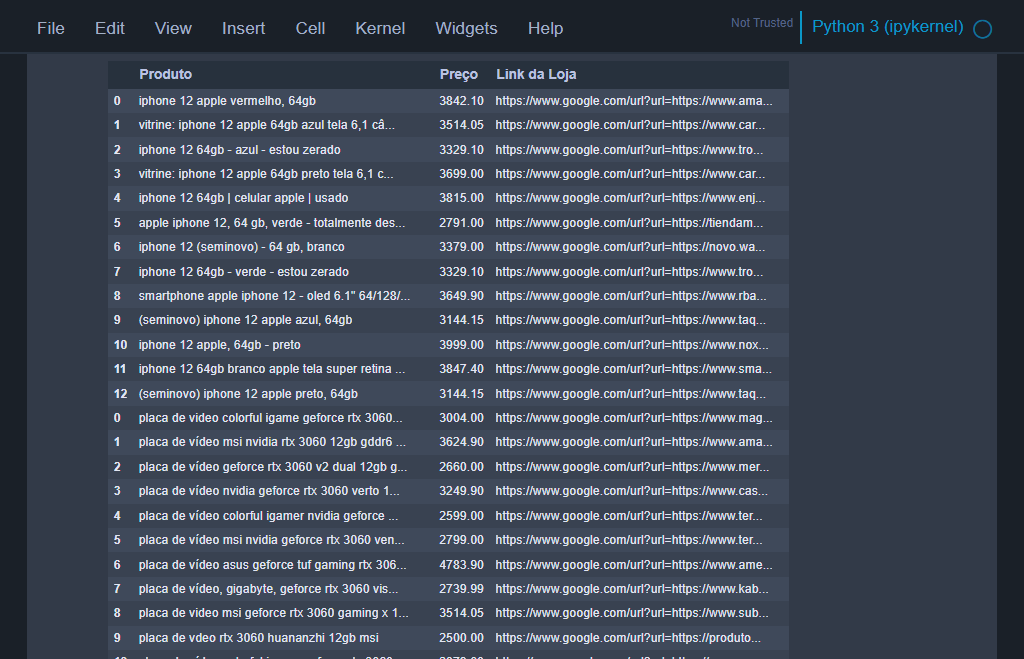 File Edit View Insert Cell Kernel Widgets Help Not Trusted Python 3 (ipykernel)
Produto Preço Link da Loja
0 iphone 12 apple vermelho, 64gb 3842.10 https://www.google.com/url?url=https://www.ama...
1 vitrine: iphone 12 apple 64gb azul tela 6,1 câ... 3514.05 https://www.google.com/url?url=https://www.car...
2 iphone 12 64gb - azul - estou zerado 3329.10 https://www.google.com/url?url=https://www.tro...
3 vitrine: iphone 12 apple 64gb preto tela 6,1 c... 3699.00 https://www.google.com/url?url=https://www.car...
4 iphone 12 64gb | celular apple | usado 3815.00 https://www.google.com/url?url=https://www.enj...
5 apple iphone 12, 64 gb, verde - totalmente des... 2791.00 https://www.google.com/url?url=https://tiendam...
6 iphone 12 (seminovo) - 64 gb, branco 3379.00 https://www.google.com/url?url=https://novo.wa...
7 iphone 12 64gb - verde - estou zerado 3329.10 https://www.google.com/url?url=https://www.tro...
8 smartphone apple iphone 12 - oled 6.1" 64/128/... 3649.90 https://www.google.com/url?url=https://www.rba...
9 (seminovo) iphone 12 apple azul, 64gb 3144.15 https://www.google.com/url?url=https://www.taq...
10 iphone 12 apple, 64gb - preto 3999.00 https://www.google.com/url?url=https://www.nox...
11 iphone 12 64gb branco apple tela super retina ... 3847.40 https://www.google.com/url?url=https://www.sma...
12 (seminovo) iphone 12 apple preto, 64gb 3144.15 https://www.google.com/url?url=https://www.taq...
0 placa de video colorful igame geforce rtx 3060... 3004.00 https://www.google.com/url?url=https://www.mag...
1 placa de vídeo msi nvidia rtx 3060 12gb gddr6 ... 3624.90 https://www.google.com/url?url=https://www.ama...
2 placa de vídeo geforce rtx 3060 v2 dual 12gb g... 2660.00 https://www.google.com/url?url=https://www.mer...
3 placa de vídeo nvidia geforce rtx 3060 verto 1... 3249.90 https://www.google.com/url?url=https://www.cas...
4 placa de vídeo colorful igamer nvidia geforce ... 2599.00 https://www.google.com/url?url=https://www.ter...
5 placa de vídeo msi nvidia geforce rtx 3060 ven... 2799.00 https://www.google.com/url?url=https://www.ter...
6 placa de vídeo asus geforce tuf gaming rtx 306... 4783.90 https://www.google.com/url?url=https://www.ame...
7 placa de vídeo, gigabyte, geforce rtx 3060 vis... 2739.99 https://www.google.com/url?url=https://www.kab...
8 placa de video msi geforce rtx 3060 gaming x 1... 3514.05 https://www.google.com/url?url=https://www.sub...
9 placa de vdeo rtx 3060 huananzhi 12gb msi 2500.00 https://www.google.com/url?url=https://produto...